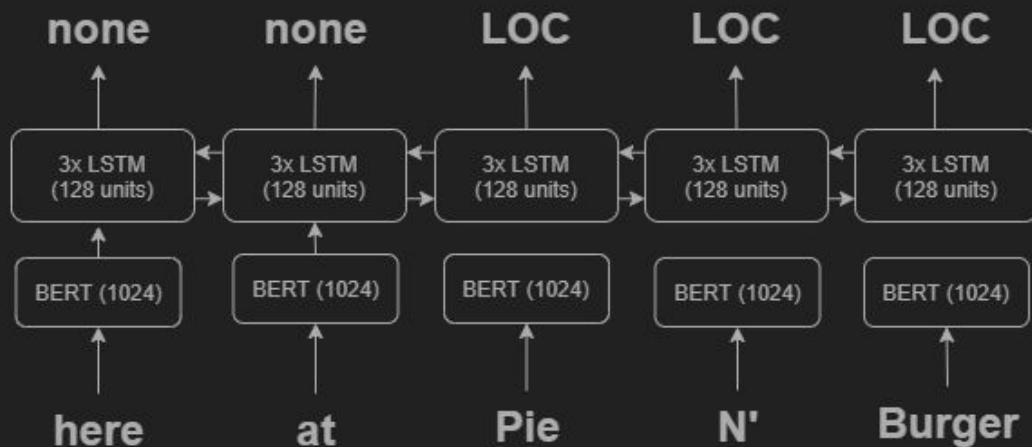 none none LOC LOC LOC
3x LSTM 3x LSTM 3x LSTM 3x LSTM 3x LSTM
(128 units) (128 units) (128 units) (128 units) (128 units)
BERT (1024) BERT (1024) BERT (1024) BERT (1024) BERT (1024)
here at Pie N' Burger